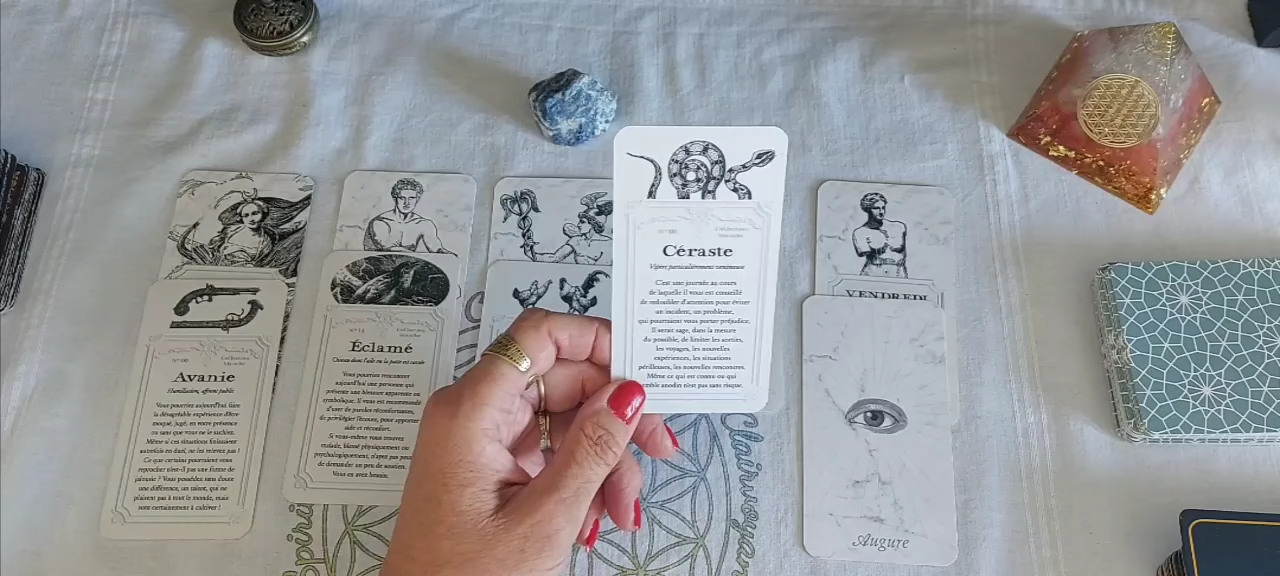 Avanie
Humiliation, affront public
Vous pourriez aujourd'hui faire
la désagréable expérience d'être
moqué, jugé, en votre présence
ou sans que vous ne le sachiez.
Même si ces situations finissaient
autrefois en duel, ne les relevez pas !
Ce que certains pourraient vous
reprocher n'est-il pas une forme de
jalousie ? Vous possédez sans doute
une différence, un talent, qui ne
plaisent pas à tout le monde, mais
sont certainement à cultiver !
N° 13
Éclamé
Oiseau dont l'aile ou la patte est cassée
Vous pourriez rencontrer
aujourd'hui une personne qui
présente une blessure apparente ou
symbolique. Il vous est recommandé
d'user de paroles réconfortantes,
de privilégier l'écoute, pour apporter
aide et réconfort.
Si vous-même vous trouvez
malade, blessé physiquement ou
psychologiquement, n'ayez pas peur
de demander un peu de soutien.
Vous en avez besoin.
Céraste
Vipère particulièrement venimeuse
C'est une journée au cours
de laquelle il vous est conseillé
de redoubler d'attention pour éviter
un incident, un problème,
qui pourraient vous porter préjudice.
Il serait sage, dans la mesure
du possible, de limiter les sorties,
les voyages, les nouvelles
expériences, les situations
périlleuses, les nouvelles rencontres.
Même ce qui est connu ou qui
semble anodin n'est pas sans risque.
VENDREDI
Augure